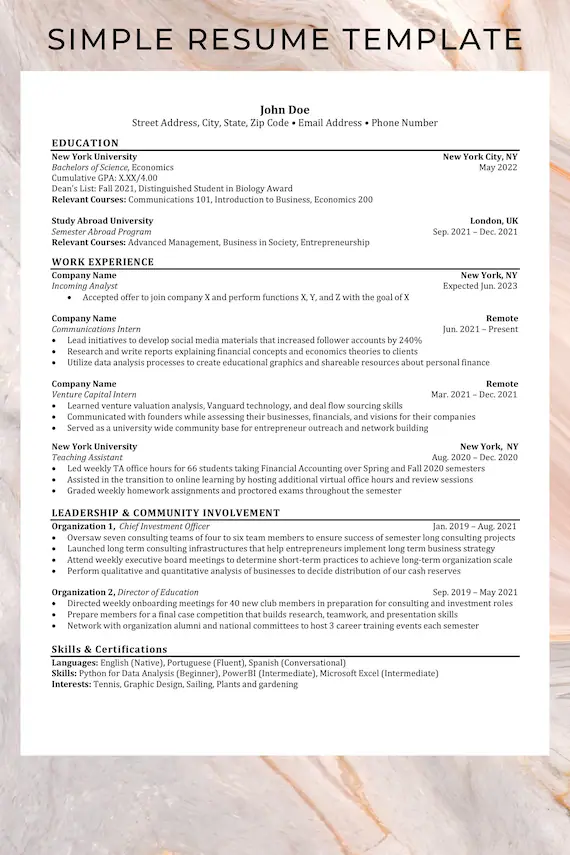 SIMPLE RESUME TEMPLATE
John Doe
Street Address, City, State, Zip Code • Email Address • Phone Number
EDUCATION
New York University New York City, NY
Bachelors of Science, Economics May 2022
Cumulative GPA: X.XX/4.00
Dean's List: Fall 2021, Distinguished Student in Biology Award
Relevant Courses: Communications 101, Introduction to Business, Economics 200
Study Abroad University London, UK
Semester Abroad Program Sep. 2021 – Dec. 2021
Relevant Courses: Advanced Management, Business in Society, Entrepreneurship
WORK EXPERIENCE
Company Name New York, NY
Incoming Analyst Expected Jun. 2023
• Accepted offer to join company X and perform functions X, Y, and Z with the goal of X
Company Name Remote
Communications Intern Jun. 2021 – Present
• Lead initiatives to develop social media materials that increased follower accounts by 240%
• Research and write reports explaining financial concepts and economics theories to clients
• Utilize data analysis processes to create educational graphics and shareable resources about personal finance
Company Name Remote
Venture Capital Intern Mar. 2021 – Dec. 2021
• Learned venture valuation analysis, Vanguard technology, and deal flow sourcing skills
• Communicated with founders while assessing their businesses, financials, and visions for their companies
• Served as a university wide community base for entrepreneur outreach and network building
New York University New York, NY
Teaching Assistant Aug. 2020 – Dec. 2020
• Led weekly TA office hours for 66 students taking Financial Accounting over Spring and Fall 2020 semesters
• Assisted in the transition to online learning by hosting additional virtual office hours and review sessions
• Graded weekly homework assignments and proctored exams throughout the semester
LEADERSHIP & COMMUNITY INVOLVEMENT
Organization 1, Chief Investment Officer Jan. 2019 – Aug. 2021
• Oversaw seven consulting teams of four to six team members to ensure success of semester long consulting projects
• Launched long term consulting infrastructures that help entrepreneurs implement long term business strategy
• Attend weekly executive board meetings to determine short-term practices to achieve long-term organization scale
• Perform qualitative and quantitative analysis of businesses to decide distribution of our cash reserves
Organization 2, Director of Education Sep. 2019 – May 2021
• Directed weekly onboarding meetings for 40 new club members in preparation for consulting and investment roles
• Prepare members for a final case competition that builds research, teamwork, and presentation skills
• Network with organization alumni and national committees to host 3 career training events each semester
Skills & Certifications
Languages: English (Native), Portuguese (Fluent), Spanish (Conversational)
Skills: Python for Data Analysis (Beginner), PowerBI (Intermediate), Microsoft Excel (Intermediate)
Interests: Tennis, Graphic Design, Sailing, Plants and gardening